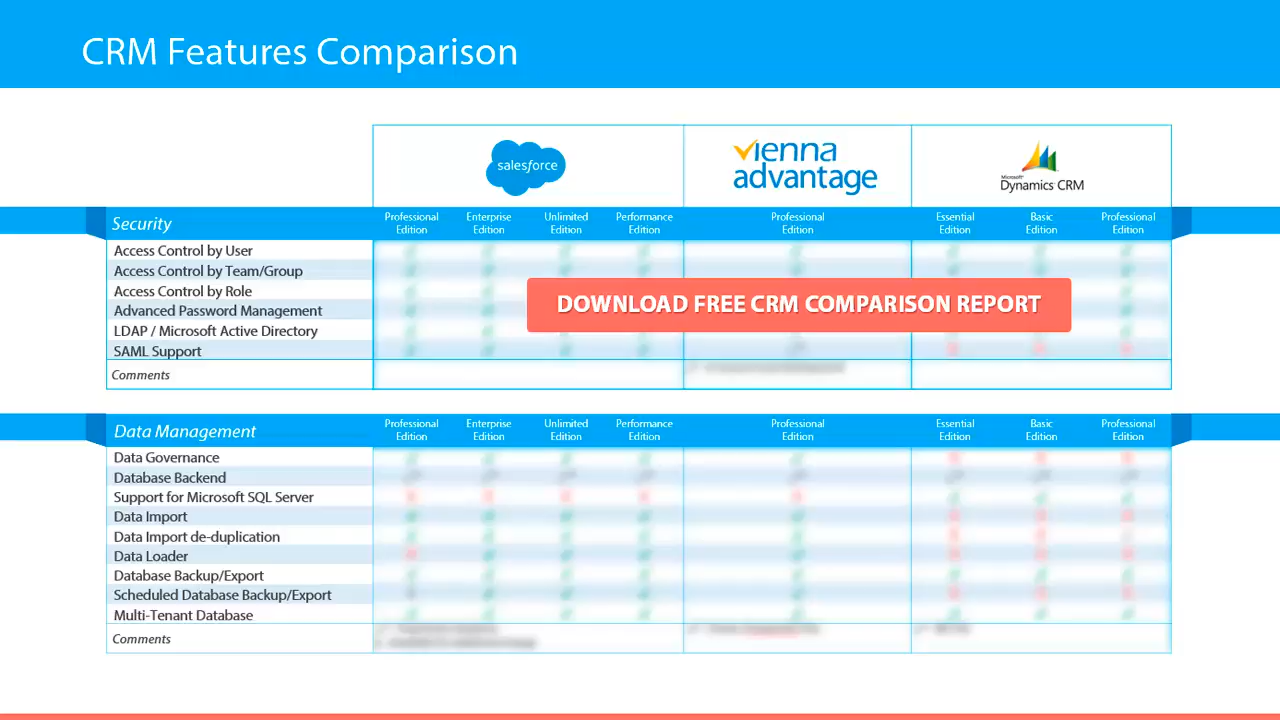 CRM Features Comparison
salesforce
vienna
advantage
Microsoft
Dynamics CRM
Security
Professional Edition
Enterprise Edition
Unlimited Edition
Performance Edition
Professional Edition
Essential Edition
Basic Edition
Professional Edition
Access Control by User
Access Control by Team/Group
Access Control by Role
DOWNLOAD FREE CRM COMPARISON REPORT
Advanced Password Management
LDAP / Microsoft Active Directory
SAML Support
Comments
Data Management
Professional Edition
Enterprise Edition
Unlimited Edition
Performance Edition
Professional Edition
Essential Edition
Basic Edition
Professional Edition
Data Governance
Database Backend
Support for Microsoft SQL Server
Data Import
Data Import de-duplication
Data Loader
Database Backup/Export
Scheduled Database Backup/Export
Multi-Tenant Database
Comments